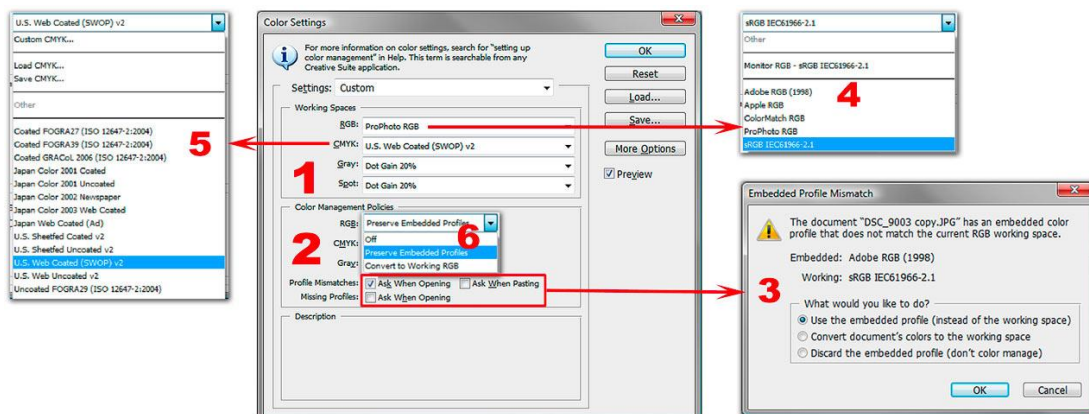 U.S. Web Coated (SWOP) v2
Custom CMYK...
Load CMYK...
Save CMYK...
Other
Coated FOGRA27 (ISO 12647-2:2004)
Coated FOGRA39 (ISO 12647-2:2004)
Coated GRACoL 2006 (ISO 12647-2:2004)
Japan Color 2001 Coated
Japan Color 2001 Uncoated
Japan Color 2002 Newspaper
Japan Color 2003 Web Coated
Japan Web Coated (Ad)
U.S. Sheetfed Coated v2
U.S. Sheetfed Uncoated v2
U.S. Web Coated (SWOP) v2
U.S. Web Uncoated v2
Uncoated FOGRA29 (ISO 12647-2:2004)
5
Color Settings
For more information on color settings, search for "setting up
color management" in Help. This term is searchable from any
Creative Suite application.
Settings: Custom
Working Spaces
RGB: ProPhoto RGB
CMYK: U.S. Web Coated (SWOP) v2
Gray: Dot Gain 20%
Spot: Dot Gain 20%
1
Color Management Policies
RGB: Preserve Embedded Profiles
Off
CMYK: Preserve Embedded Profiles
Gray: Convert to Working RGB
2
6
Profile Mismatches: Ask When Opening Ask When Pasting
Missing Profiles: Ask When Opening
Description
OK
Reset
Load...
Save...
More Options
Preview
sRGB IEC61966-2.1
Other
Monitor RGB - sRGB IEC61966-2.1
Adobe RGB (1998)
Apple RGB
ColorMatch RGB
ProPhoto RGB
sRGB IEC61966-2.1
4
Embedded Profile Mismatch
The document "DSC_9003 copy.JPG" has an embedded color
profile that does not match the current RGB working space.
Embedded: Adobe RGB (1998)
Working: sRGB IEC61966-2.1
3
What would you like to do?
Use the embedded profile (instead of the working space)
Convert document's colors to the working space
Discard the embedded profile (don't color manage)
OK Cancel